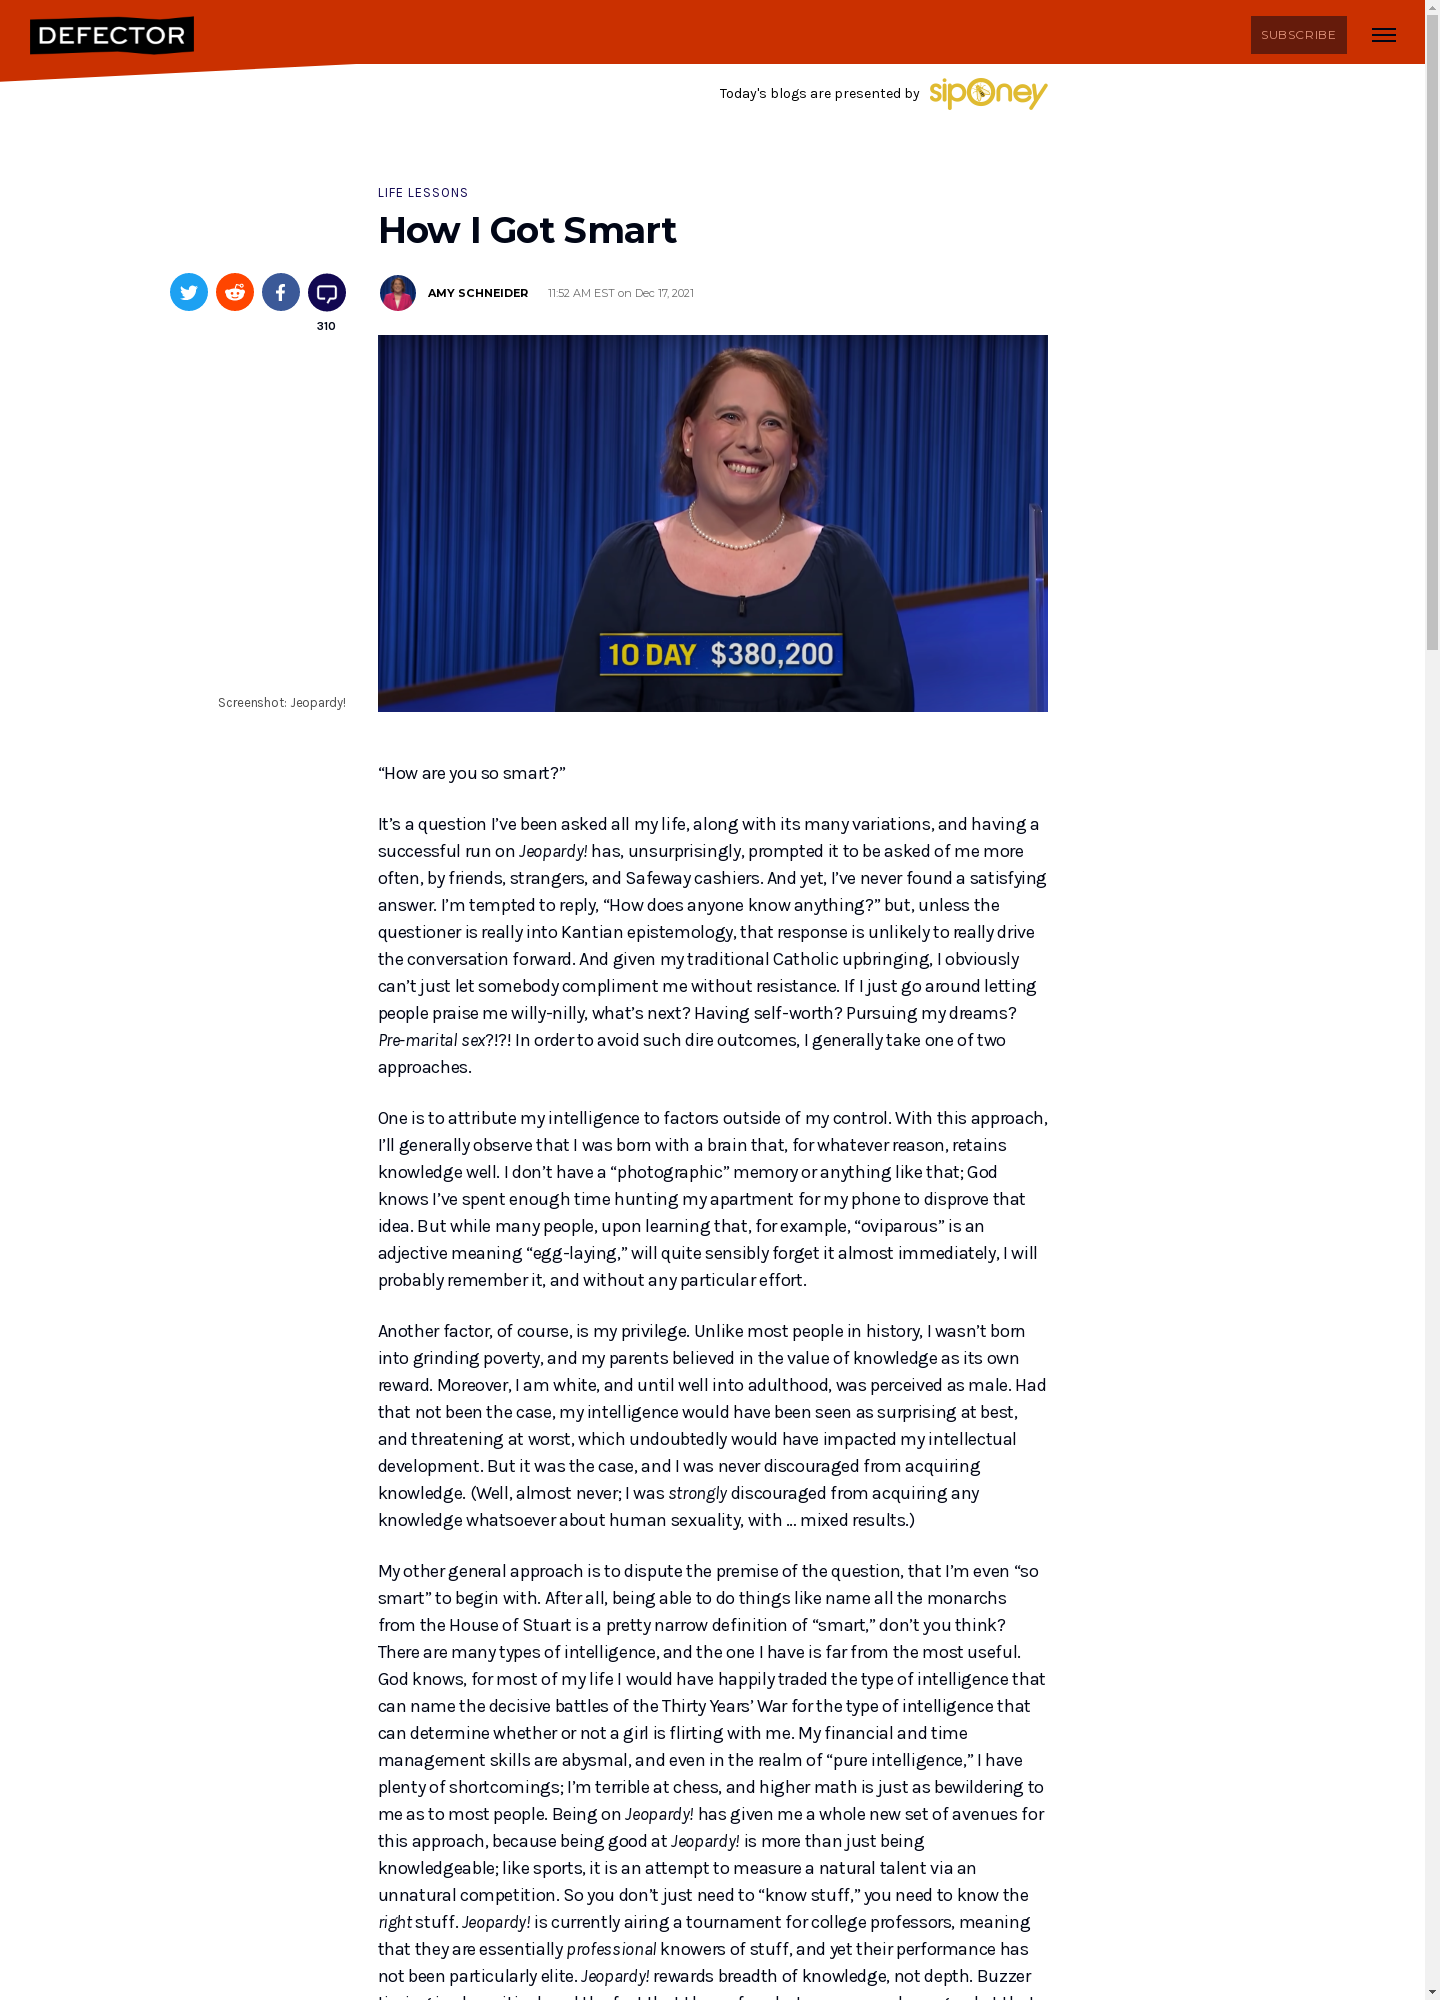 DEFECTOR
SUBSCRIBE
Today's blogs are presented by siponey
LIFE LESSONS
How I Got Smart
AMY SCHNEIDER 11:52 AM EST on Dec 17, 2021
310
10 DAY $380,200
Screenshot: Jeopardy!
“How are you so smart?”
It’s a question I’ve been asked all my life, along with its many variations, and having a
successful run on Jeopardy! has, unsurprisingly, prompted it to be asked of me more
often, by friends, strangers, and Safeway cashiers. And yet, I’ve never found a satisfying
answer. I’m tempted to reply, “How does anyone know anything?” but, unless the
questioner is really into Kantian epistemology, that response is unlikely to really drive
the conversation forward. And given my traditional Catholic upbringing, I obviously
can’t just let somebody compliment me without resistance. If I just go around letting
people praise me willy-nilly, what’s next? Having self-worth? Pursuing my dreams?
Pre-marital sex?!?! In order to avoid such dire outcomes, I generally take one of two
approaches.
One is to attribute my intelligence to factors outside of my control. With this approach,
I’ll generally observe that I was born with a brain that, for whatever reason, retains
knowledge well. I don’t have a “photographic” memory or anything like that; God
knows I’ve spent enough time hunting my apartment for my phone to disprove that
idea. But while many people, upon learning that, for example, “oviparous” is an
adjective meaning “egg-laying,” will quite sensibly forget it almost immediately, I will
probably remember it, and without any particular effort.
Another factor, of course, is my privilege. Unlike most people in history, I wasn’t born
into grinding poverty, and my parents believed in the value of knowledge as its own
reward. Moreover, I am white, and until well into adulthood, was perceived as male. Had
that not been the case, my intelligence would have been seen as surprising at best,
and threatening at worst, which undoubtedly would have impacted my intellectual
development. But it was the case, and I was never discouraged from acquiring
knowledge. (Well, almost never; I was strongly discouraged from acquiring any
knowledge whatsoever about human sexuality, with … mixed results.)
My other general approach is to dispute the premise of the question, that I’m even “so
smart” to begin with. After all, being able to do things like name all the monarchs
from the House of Stuart is a pretty narrow definition of “smart,” don’t you think?
There are many types of intelligence, and the one I have is far from the most useful.
God knows, for most of my life I would have happily traded the type of intelligence that
can name the decisive battles of the Thirty Years’ War for the type of intelligence that
can determine whether or not a girl is flirting with me. My financial and time
management skills are abysmal, and even in the realm of “pure intelligence,” I have
plenty of shortcomings; I’m terrible at chess, and higher math is just as bewildering to
me as to most people. Being on Jeopardy! has given me a whole new set of avenues for
this approach, because being good at Jeopardy! is more than just being
knowledgeable; like sports, it is an attempt to measure a natural talent via an
unnatural competition. So you don’t just need to “know stuff,” you need to know the
right stuff. Jeopardy! is currently airing a tournament for college professors, meaning
that they are essentially professional knowers of stuff, and yet their performance has
not been particularly elite. Jeopardy! rewards breadth of knowledge, not depth. Buzzer